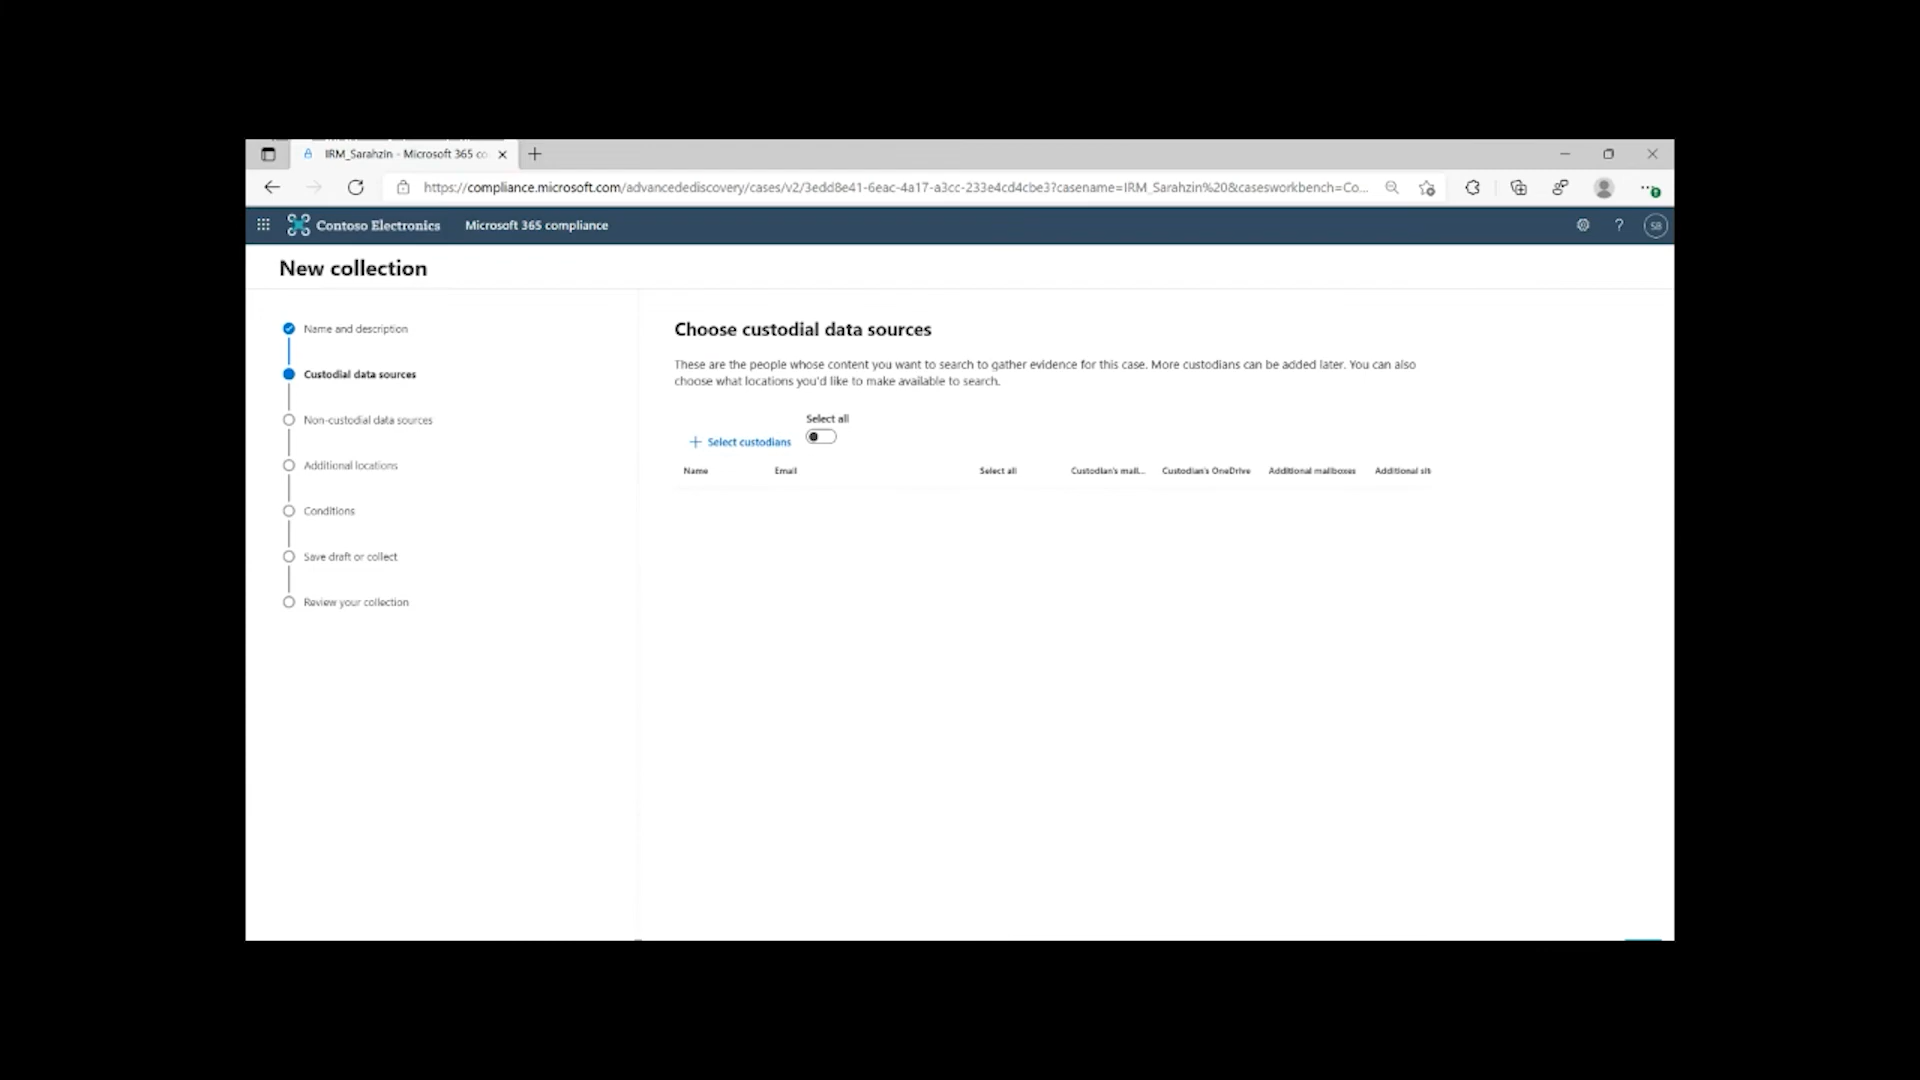 IRM_Sarahzin - Microsoft 365 co
https://compliance.microsoft.com/advancedediscovery/cases/v2/3edd8e41-6eac-4a17-a3cc-233e4cd4cbe3?casename=IRM_Sarahzin%20&casesworkbench=Co...
Contoso Electronics Microsoft 365 compliance ? SB
New collection
Name and description
Custodial data sources
Non-custodial data sources
Additional locations
Conditions
Save draft or collect
Review your collection
Choose custodial data sources
These are the people whose content you want to search to gather evidence for this case. More custodians can be added later. You can also
choose what locations you'd like to make available to search.
Select all
Select custodians
Name Email Select all Custodian's mail... Custodian's OneDrive Additional mailboxes Additional sit